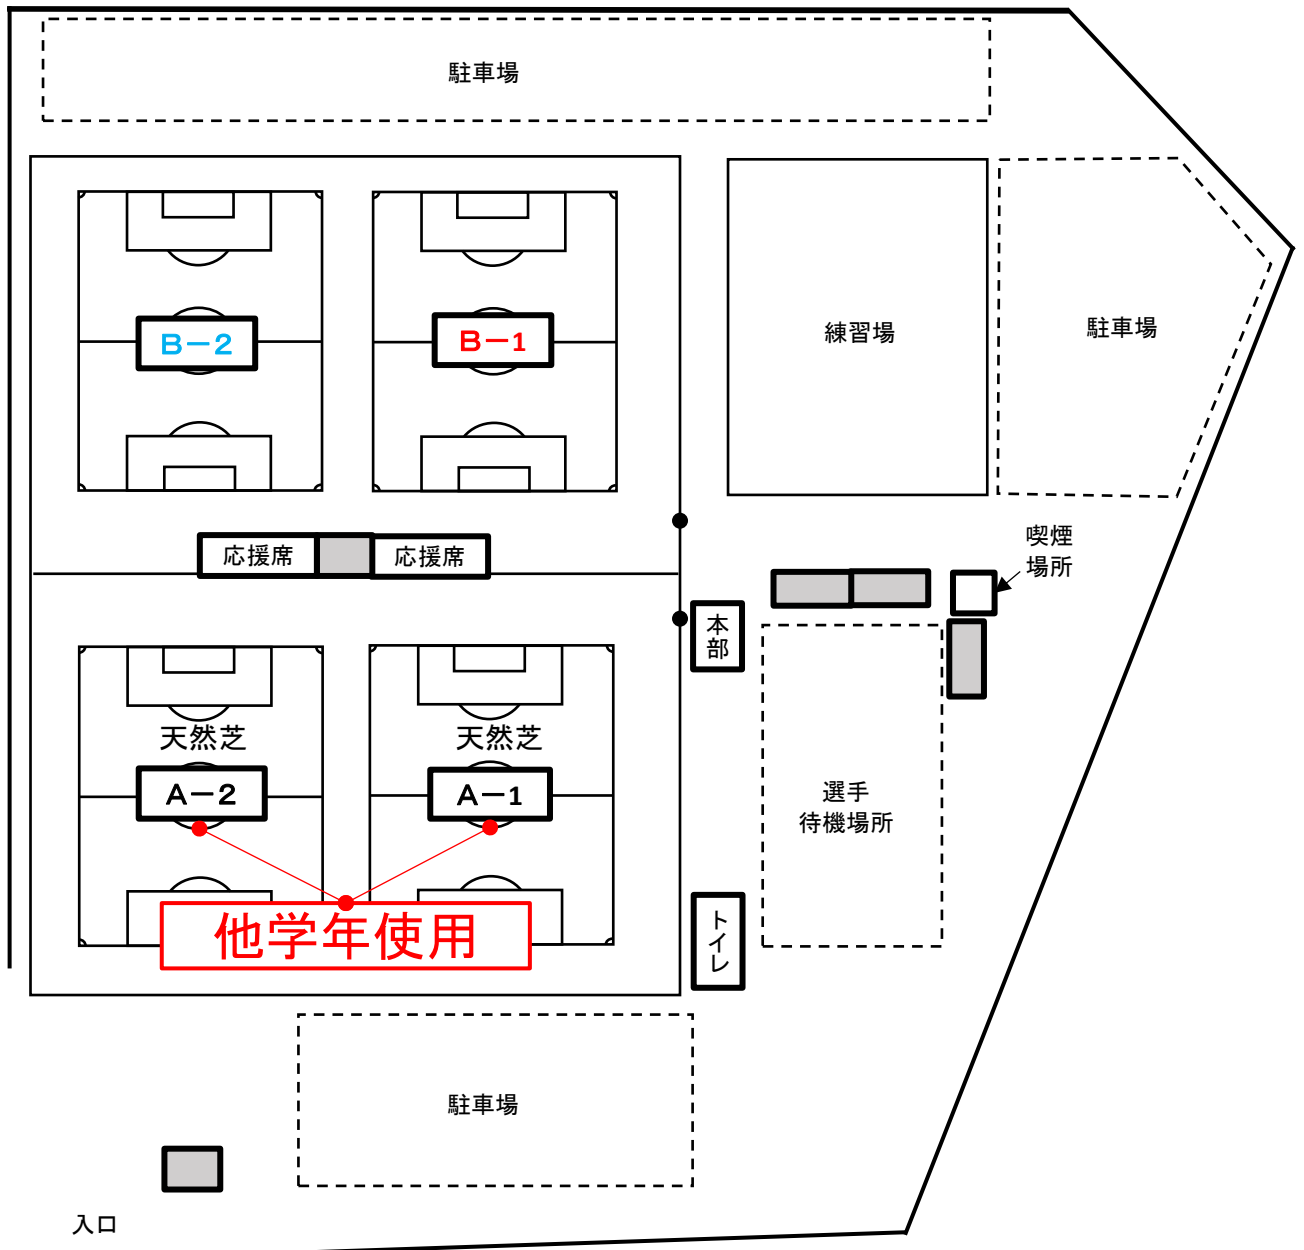 駐車場
B－2
B－1
練習場
駐車場
応援席
応援席
喫煙
場所
本部
天然芝
天然芝
A－2
A－1
選手
待機場所
他学年使用
トイレ
駐車場
入口